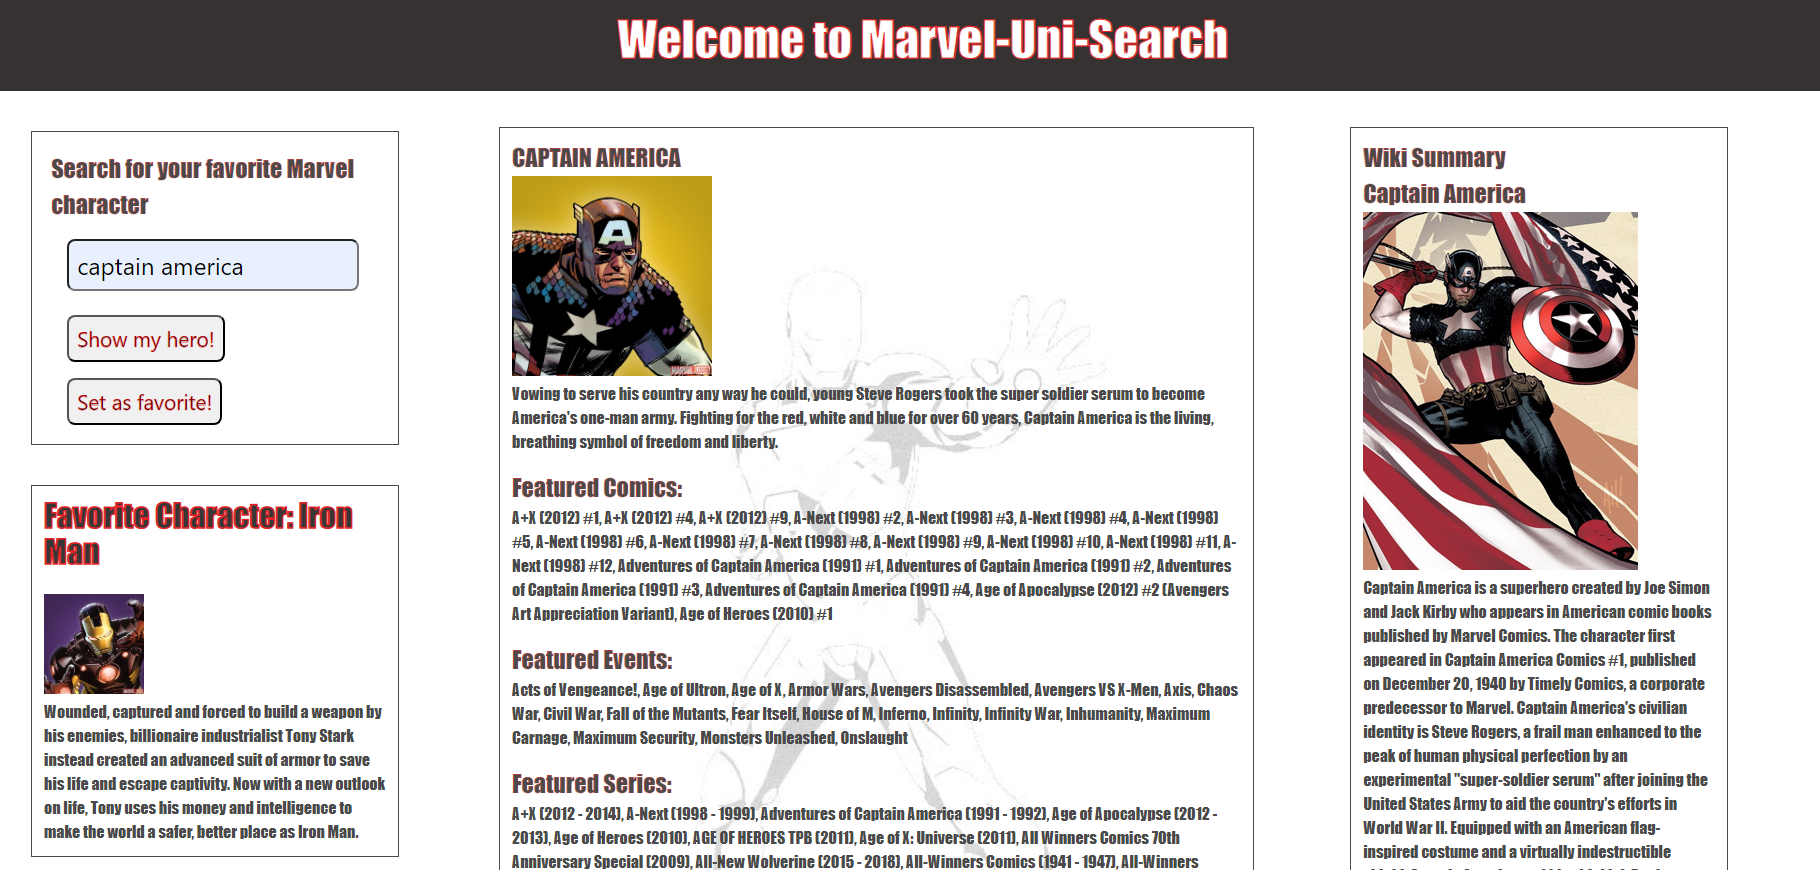 Welcome to Marvel-Uni-Search
Search for your favorite Marvel
character
captain america
Show my hero!
Set as favorite!
Favorite Character: Iron
Man
Wounded, captured and forced to build a weapon by
his enemies, billionaire industrialist Tony Stark
instead created an advanced suit of armor to save
his life and escape captivity. Now with a new outlook
on life, Tony uses his money and intelligence to
make the world a safer, better place as Iron Man.
CAPTAIN AMERICA
A
Vowing to serve his country any way he could, young Steve Rogers took the super soldier serum to become
America's one-man army. Fighting for the red, white and blue for over 60 years, Captain America is the living,
breathing symbol of freedom and liberty.
Featured Comics:
A+X (2012) #1, A+X (2012) #4, A+X (2012) #9, A-Next (1998) #2, A-Next (1998) #3, A-Next (1998) #4, A-Next (1998)
#5, A-Next (1998) #6, A-Next (1998) #7, A-Next (1998) #8, A-Next (1998) #9, A-Next (1998) #10, A-Next (1998) #11, A-
Next (1998) #12, Adventures of Captain America (1991) #1, Adventures of Captain America (1991) #2, Adventures
of Captain America (1991) #3, Adventures of Captain America (1991) #4, Age of Apocalypse (2012) #2 (Avengers
Art Appreciation Variant), Age of Heroes (2010) #1
Featured Events:
Acts of Vengeance!, Age of Ultron, Age of X, Armor Wars, Avengers Disassembled, Avengers VS X-Men, Axis, Chaos
War, Civil War, Fall of the Mutants, Fear Itself, House of M, Inferno, Infinity, Infinity War, Inhumanity, Maximum
Carnage, Maximum Security, Monsters Unleashed, Onslaught
Featured Series:
A+X (2012 - 2014), A-Next (1998 - 1999), Adventures of Captain America (1991 - 1992), Age of Apocalypse (2012 -
2013), Age of Heroes (2010), AGE OF HEROES TPB (2011), Age of X: Universe (2011), All Winners Comics 70th
Anniversary Special (2009), All-New Wolverine (2015 - 2018), All-Winners Comics (1941 - 1947), All-Winners
Wiki Summary
Captain America
Captain America is a superhero created by Joe Simon
and Jack Kirby who appears in American comic books
published by Marvel Comics. The character first
appeared in Captain America Comics #1, published
on December 20, 1940 by Timely Comics, a corporate
predecessor to Marvel. Captain America's civilian
identity is Steve Rogers, a frail man enhanced to the
peak of human physical perfection by an
experimental "super-soldier serum" after joining the
United States Army to aid the country's efforts in
World War II. Equipped with an American flag-
inspired costume and a virtually indestructible